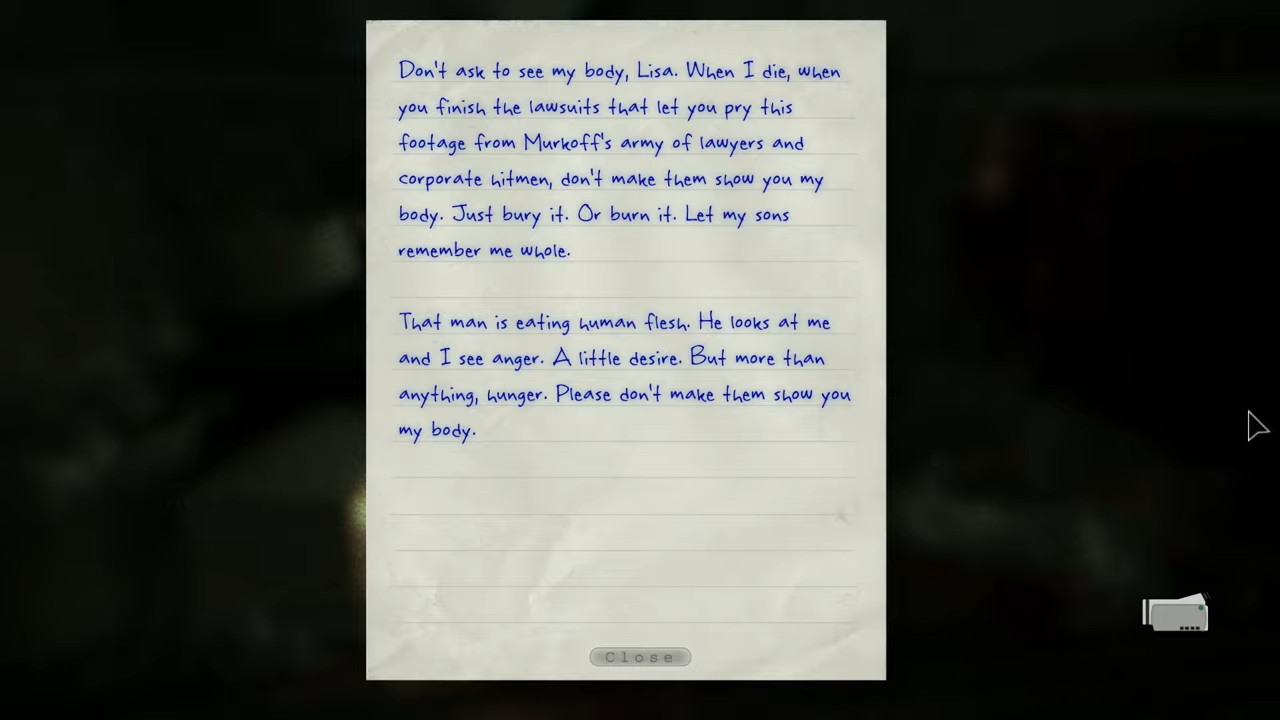 Don't ask to see my body, Lisa. When I die, when
you finish the lawsuits that let you pry this
footage from Murkoff's army of lawyers and
corporate hitmen, don't make them show you my
body. Just bury it. Or burn it. Let my sons
remember me whole.
That man is eating human flesh. He looks at me
and I see anger. A little desire. But more than
anything, hunger. Please don't make them show you
my body.
Close